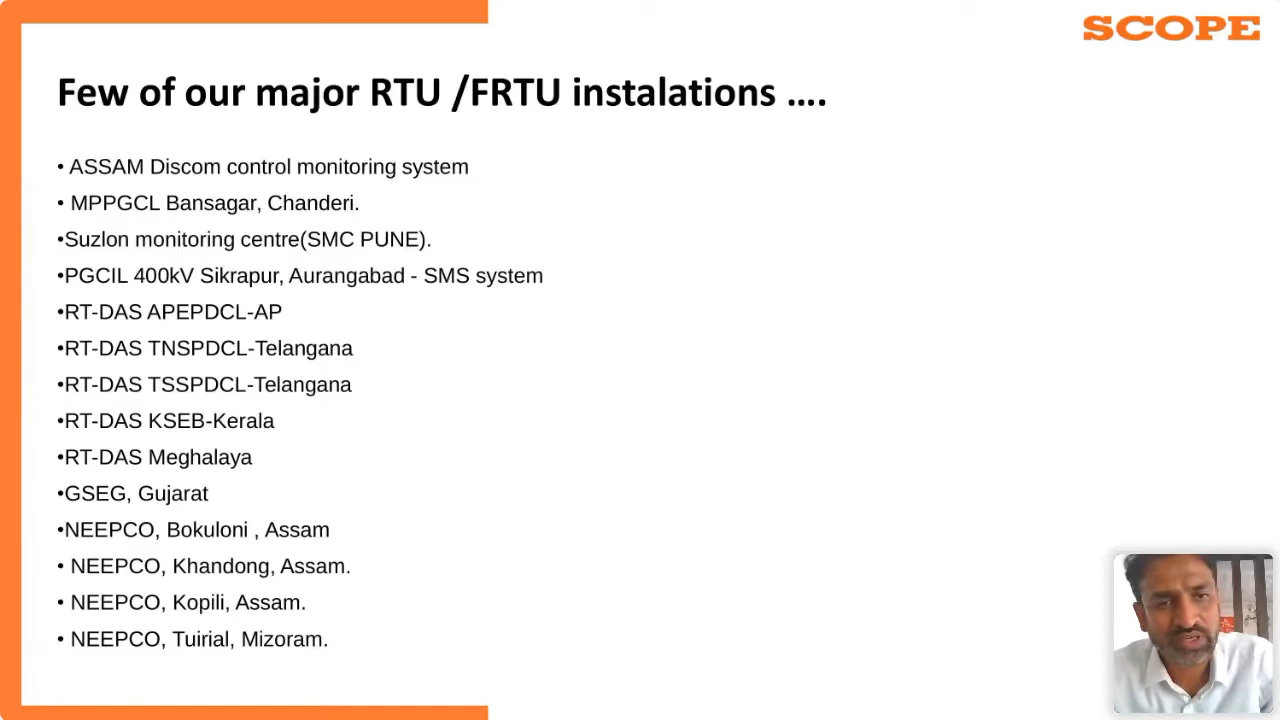 SCOPE
Few of our major RTU /FRTU instalations ....
• ASSAM Discom control monitoring system
• MPPGCL Bansagar, Chanderi.
•Suzlon monitoring centre(SMC PUNE).
•PGCIL 400kV Sikrapur, Aurangabad - SMS system
•RT-DAS APEPDCL-AP
•RT-DAS TNSPDCL-Telangana
•RT-DAS TSSPDCL-Telangana
•RT-DAS KSEB-Kerala
•RT-DAS Meghalaya
•GSEG, Gujarat
•NEEPCO, Bokuloni , Assam
• NEEPCO, Khandong, Assam.
• NEEPCO, Kopili, Assam.
• NEEPCO, Tuirial, Mizoram.